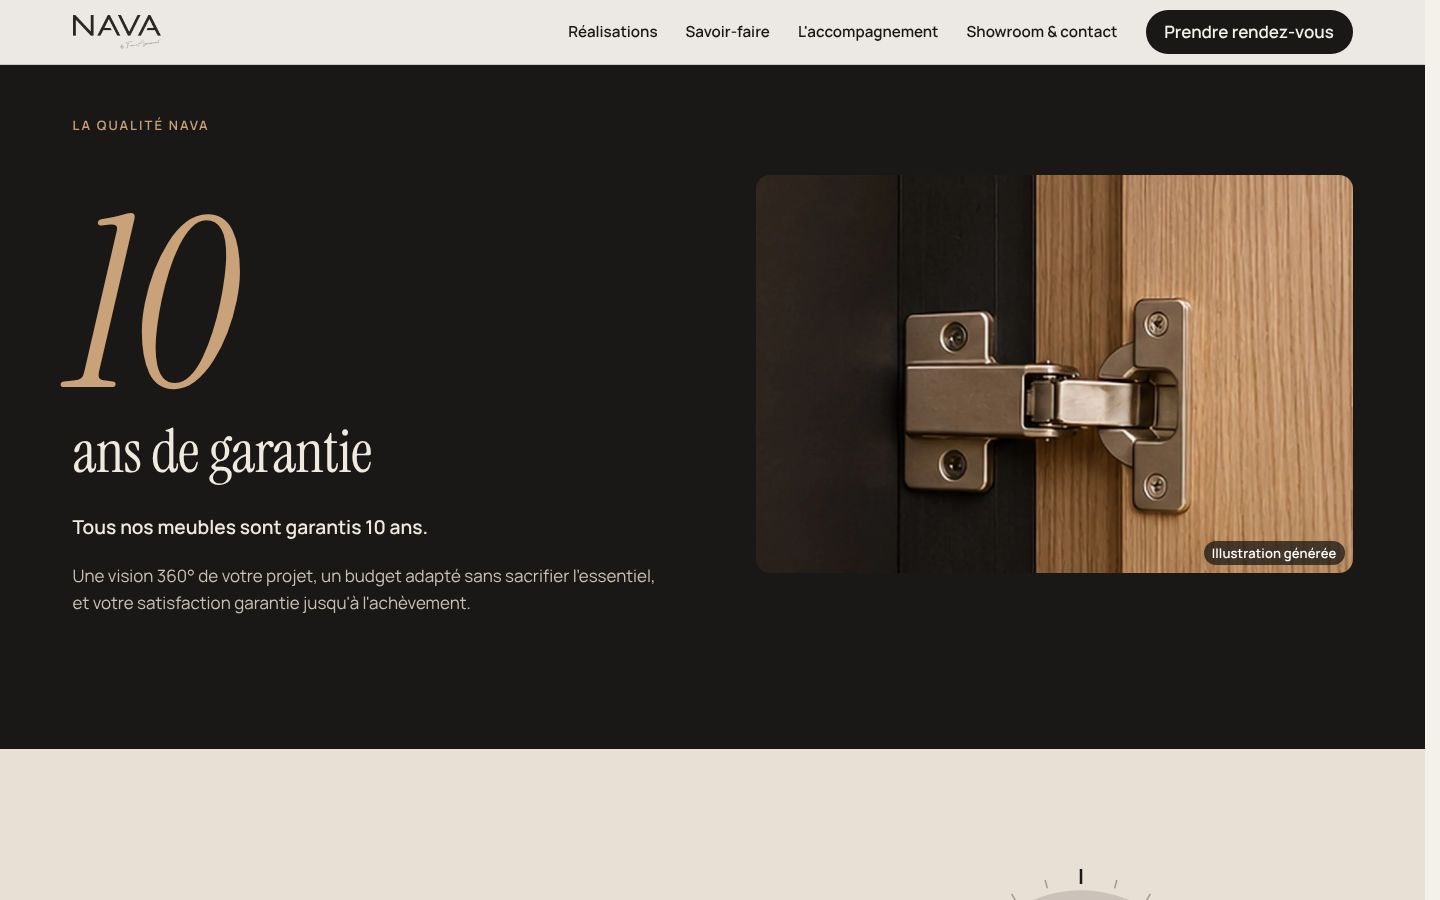 NAVA
Réalisations
Savoir-faire
L'accompagnement
Showroom & contact
Prendre rendez-vous
LA QUALITÉ NAVA
10
ans de garantie
Tous nos meubles sont garantis 10 ans.
Une vision 360° de votre projet, un budget adapté sans sacrifier l'essentiel,
et votre satisfaction garantie jusqu'à l'achèvement.
Illustration générée